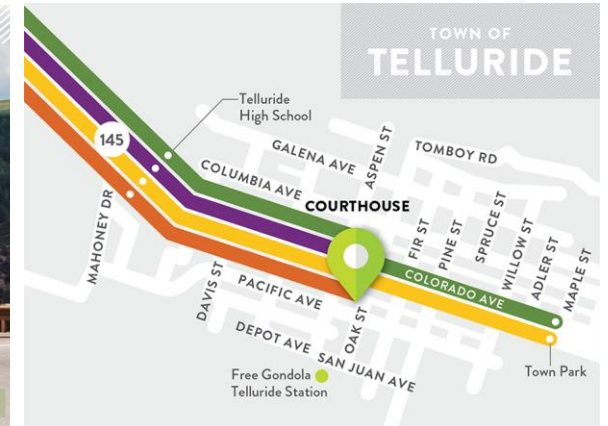 TOWN OF
TELLURIDE
Telluride
High School
145
GALENA AVE
ASPEN ST
TOMBOY RD
COLUMBIA AVE
COURTHOUSE
MAHONEY DR
FIR ST
PINE ST
SPRUCE ST
WILLOW ST
ADLER ST
MAPLE ST
COLORADO AVE
DAVIS ST
PACIFIC AVE
OAK ST
DEPOT AVE
SAN JUAN AVE
Free Gondola
Telluride Station
Town Park